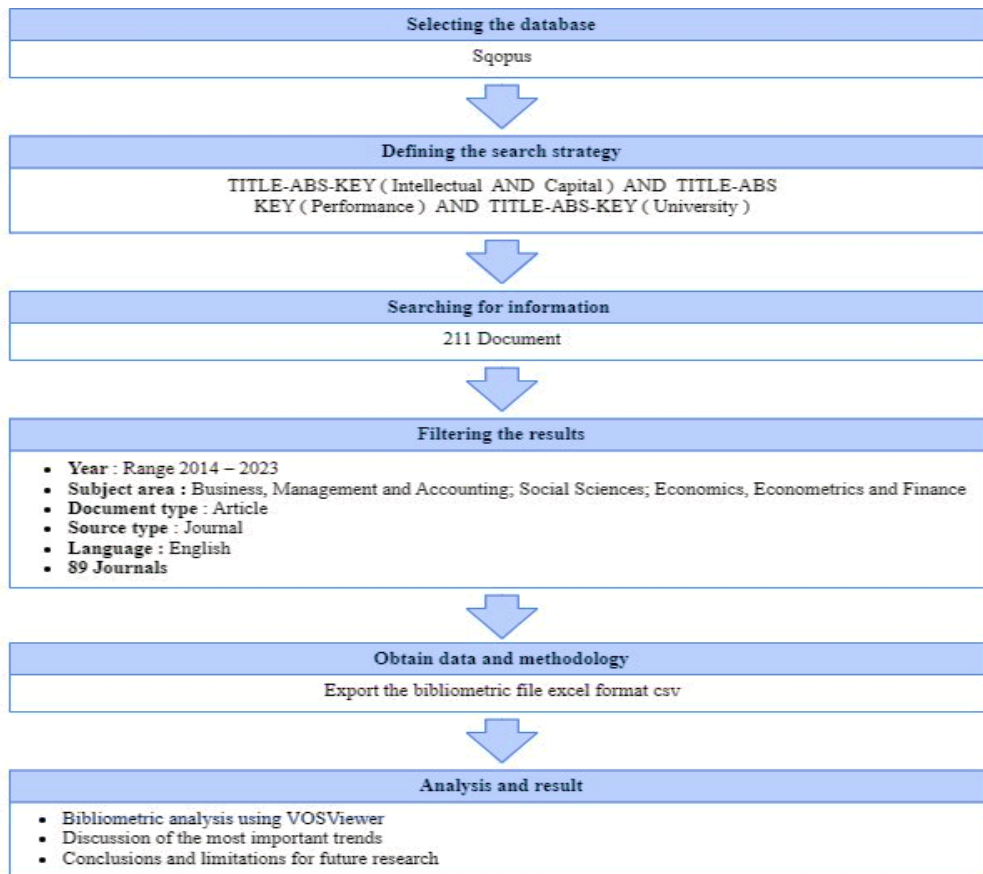 Selecting the database
Sqopus
Defining the search strategy
TITLE-ABS-KEY ( Intellectual AND Capital ) AND TITLE-ABS
KEY ( Performance ) AND TITLE-ABS-KEY ( University )
Searching for information
211 Document
Filtering the results
• Year : Range 2014 – 2023
• Subject area : Business, Management and Accounting; Social Sciences; Economics, Econometrics and Finance
• Document type : Article
• Source type : Journal
• Language : English
• 89 Journals
Obtain data and methodology
Export the bibliometric file excel format csv
Analysis and result
• Bibliometric analysis using VOSViewer
• Discussion of the most important trends
• Conclusions and limitations for future research